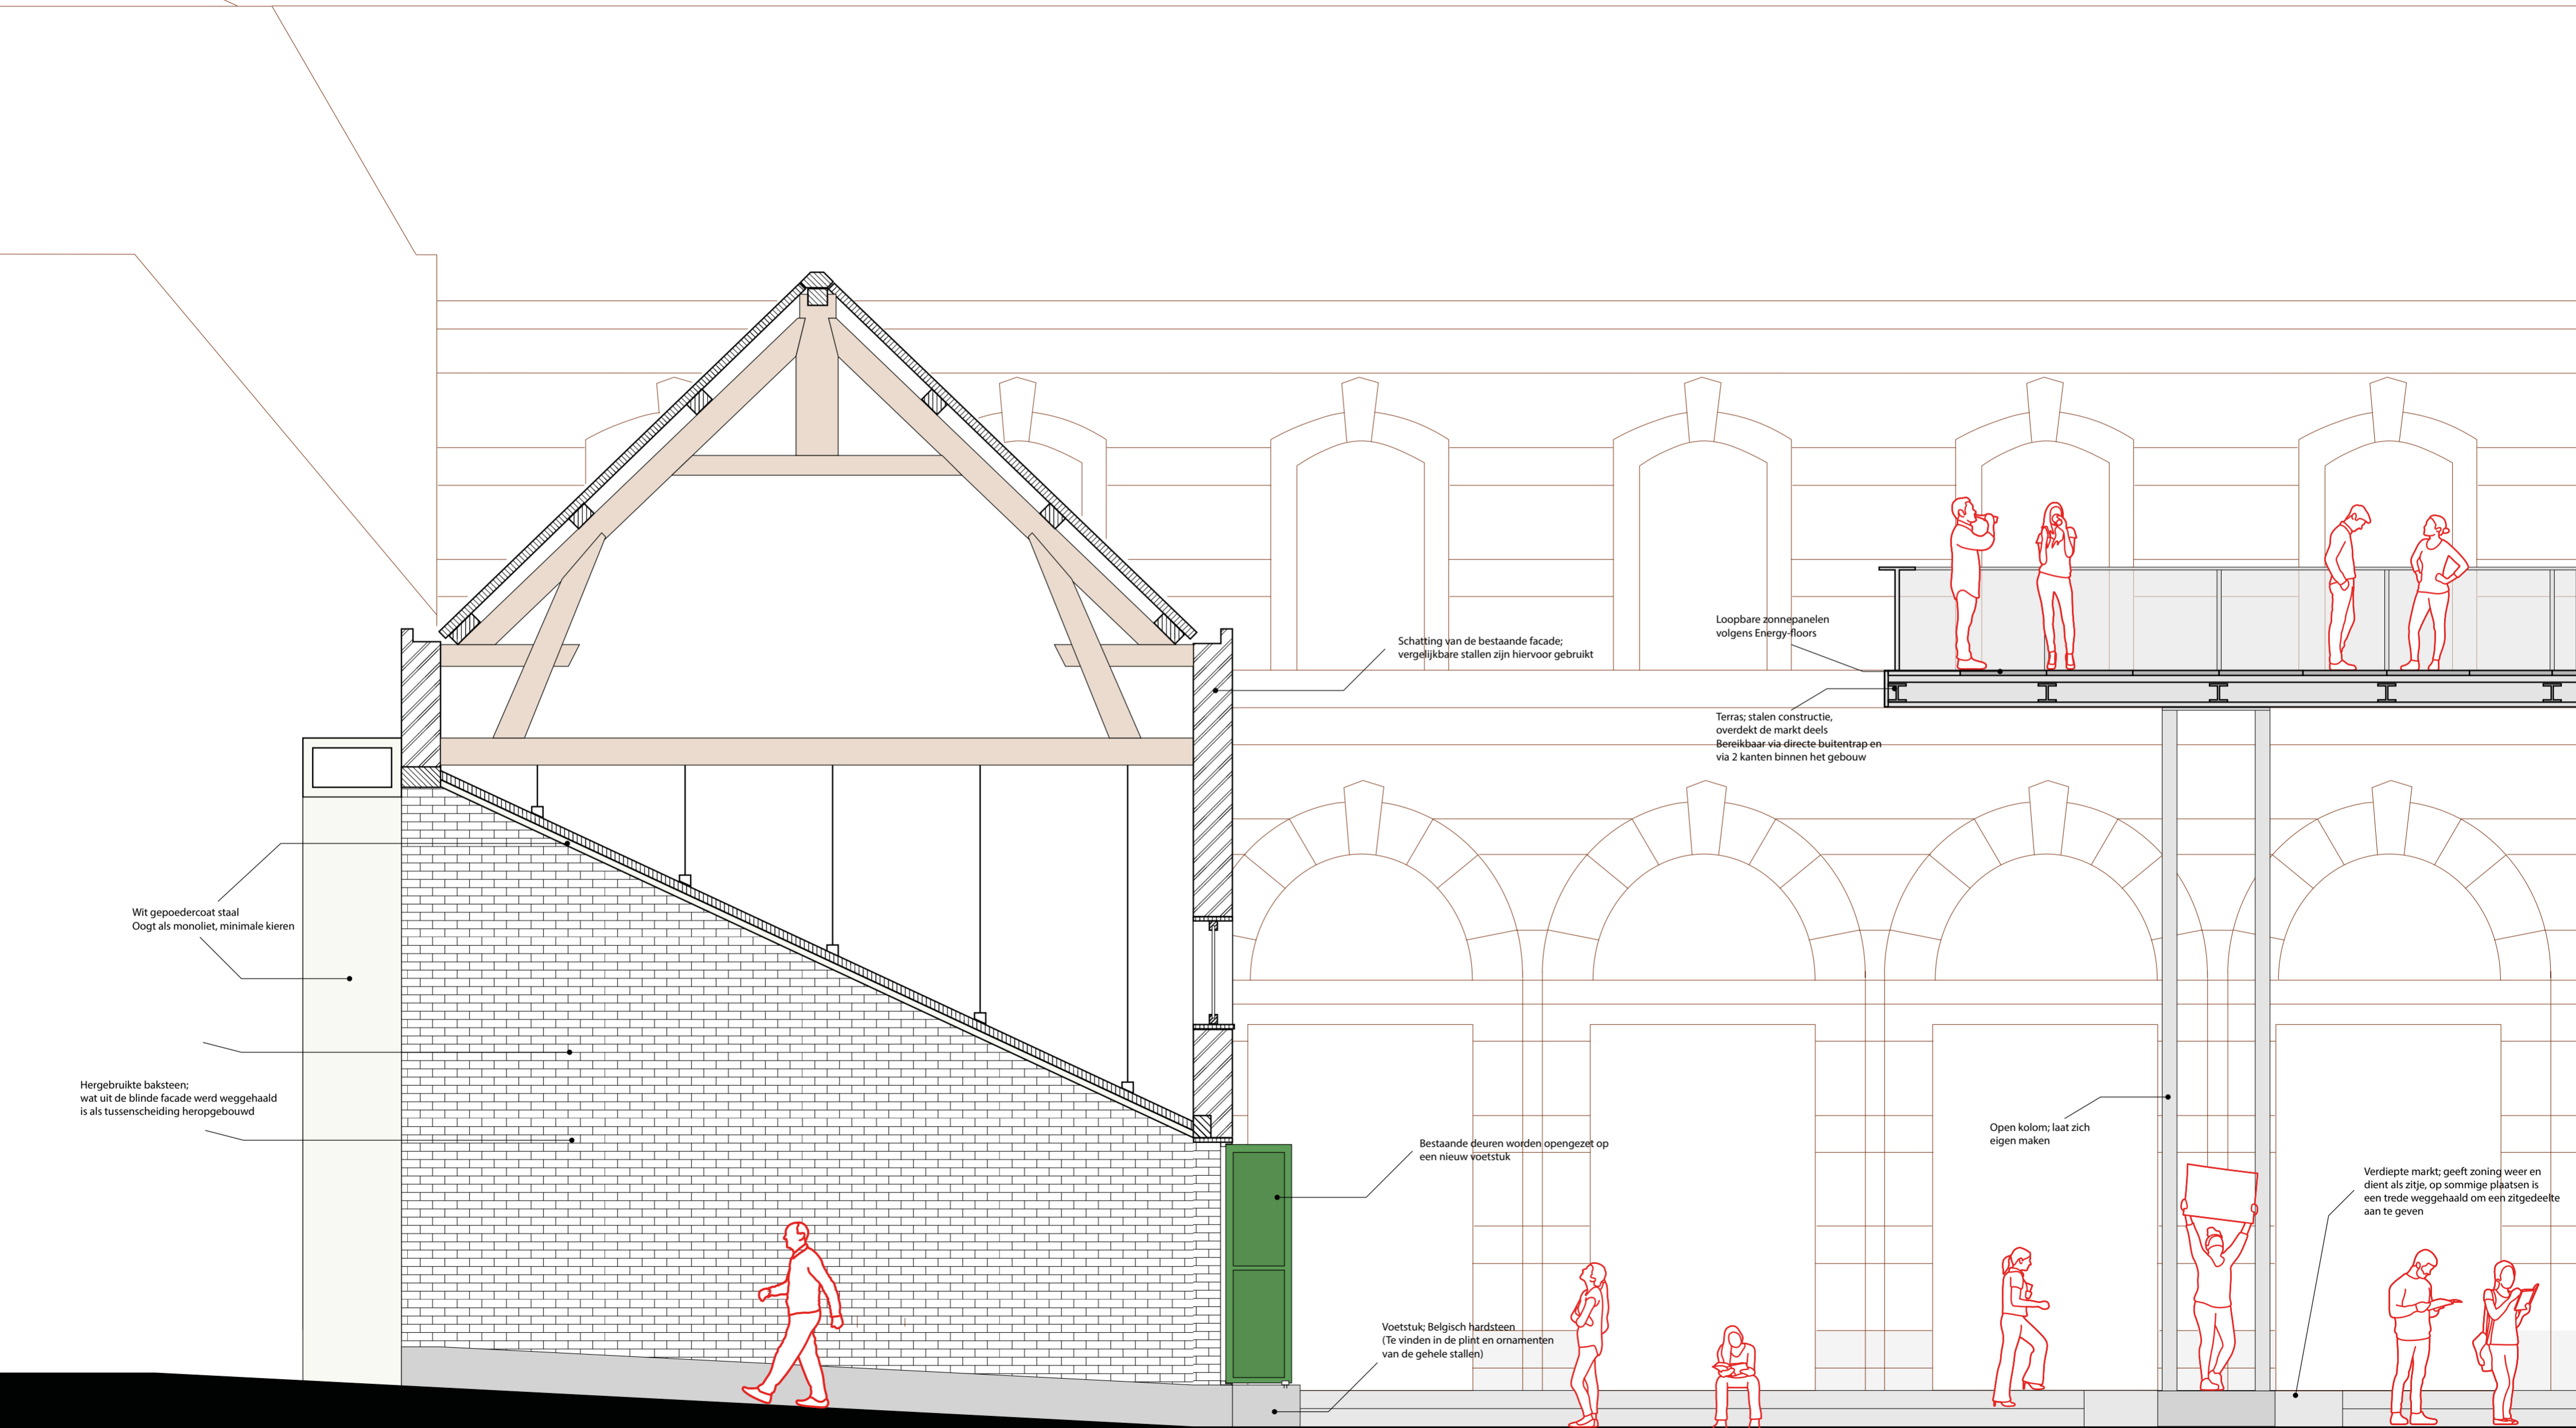 Schatting van de bestaande facade;
vergelijkbare stallen zijn hiervoor gebruikt
Loopbare zonnepanelen
volgens Energy-floors
Terras; stalen constructie,
overdekt de markt deels
Bereikbaar via directe buitentrap en
via 2 kanten binnen het gebouw
Wit gepoedercoat staal
Oogt als monoliet, minimale kieren
Hergebruikte baksteen;
wat uit de blinde facade werd weggehaald
is als tussenscheiding heropgebouwd
Bestaande deuren worden opengezet op
een nieuw voetstuk
Open kolom; laat zich
eigen maken
Verdiepte markt; geeft zoning weer en
dient als zitje, op sommige plaatsen is
een trede weggehaald om een zitgedeelte
aan te geven
Voetstuk; Belgisch hardsteen
(Te vinden in de plint en ornamenten
van de gehele stallen)